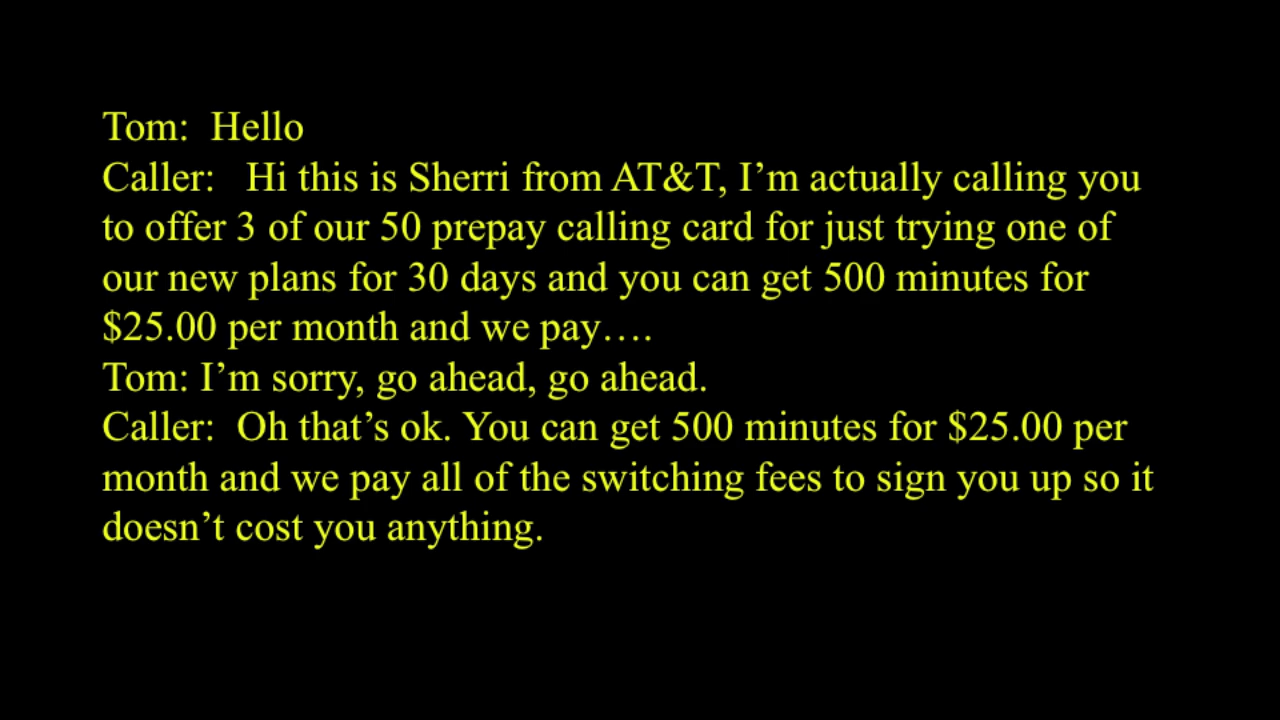 Tom:  Hello
Caller:   Hi this is Sherri from AT&T, I’m actually calling you
to offer 3 of our 50 prepay calling card for just trying one of
our new plans for 30 days and you can get 500 minutes for
$25.00 per month and we pay….
Tom: I’m sorry, go ahead, go ahead.
Caller:  Oh that’s ok. You can get 500 minutes for $25.00 per
month and we pay all of the switching fees to sign you up so it
doesn’t cost you anything.